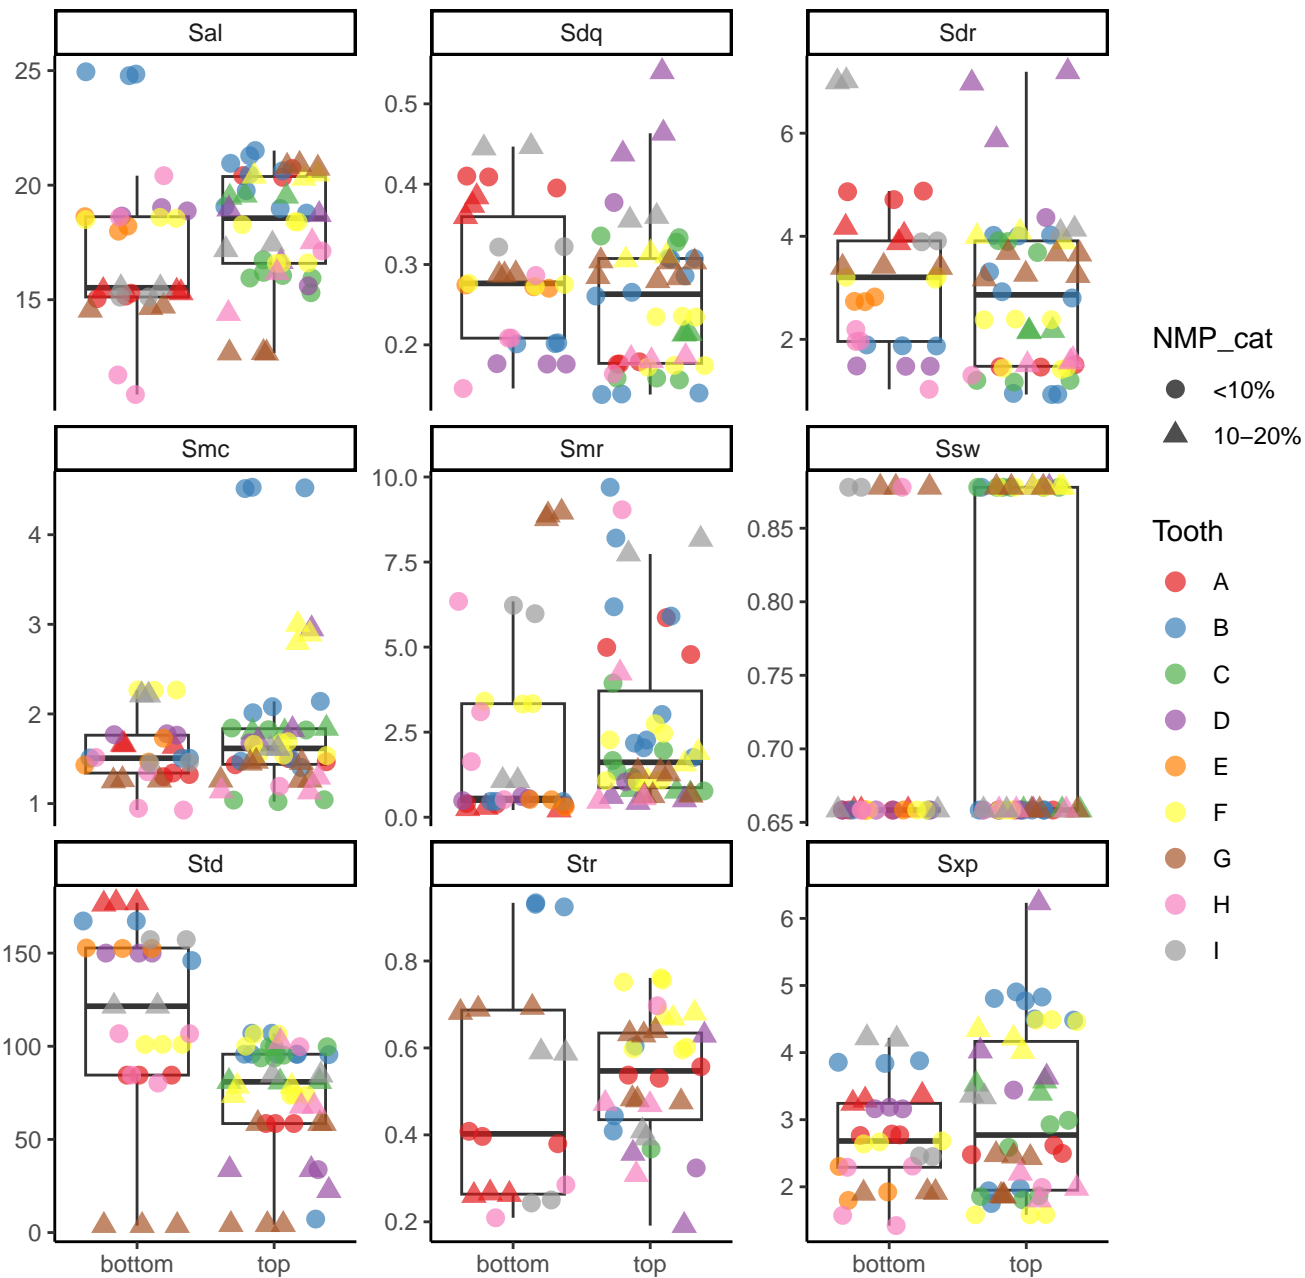 Sal
Sdq
Sdr
25
20
15
0.5
0.4
0.3
0.2
6
4
2
Smc
Smr
Ssw
4
3
2
1
10.0
7.5
5.0
2.5
0.0
0.85
0.80
0.75
0.70
0.65
Std
Str
Sxp
150
100
50
0
0.8
0.6
0.4
0.2
6
5
4
3
2
bottom top
bottom top
bottom top
NMP_cat
<10%
10−20%
Tooth
A
B
C
D
E
F
G
H
I